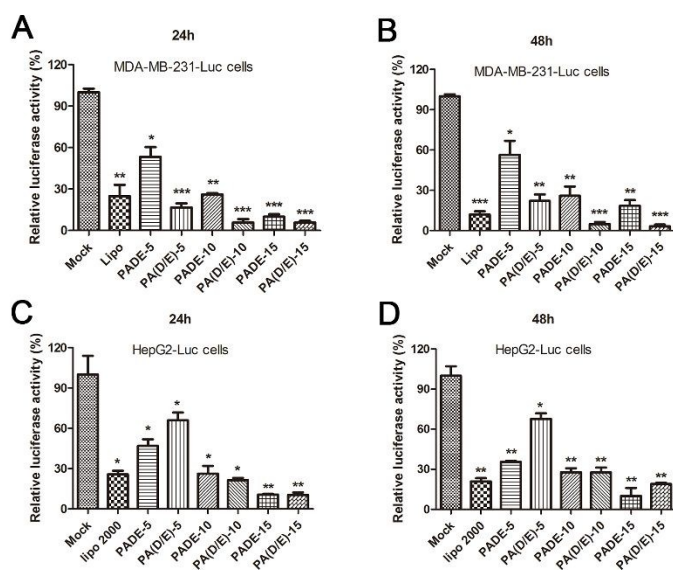 A
24h
MDA-MB-231-Luc cells
Relative luciferase activity (%)
120
90
60
30
0
*
**
***
**
***
***
***
Mock
Lipo
PADE-5
PA(D/E)-5
PADE-10
PA(D/E)-10
PADE-15
PA(D/E)-15
B
48h
MDA-MB-231-Luc cells
Relative luciferase activity (%)
120
90
60
30
0
***
*
**
**
***
**
***
Mock
Lipo
PADE-5
PA(D/E)-5
PADE-10
PA(D/E)-10
PADE-15
PA(D/E)-15
C
24h
HepG2-Luc cells
Relative luciferase activity (%)
120
90
60
30
0
*
*
*
*
*
**
**
Mock
lipo 2000
PADE-5
PA(D/E)-5
PADE-10
PA(D/E)-10
PADE-15
PA(D/E)-15
D
48h
HepG2-Luc cells
Relative luciferase activity (%)
120
90
60
30
0
**
**
*
**
**
**
**
Mock
lipo 2000
PADE-5
PA(D/E)-5
PADE-10
PA(D/E)-10
PADE-15
PA(D/E)-15